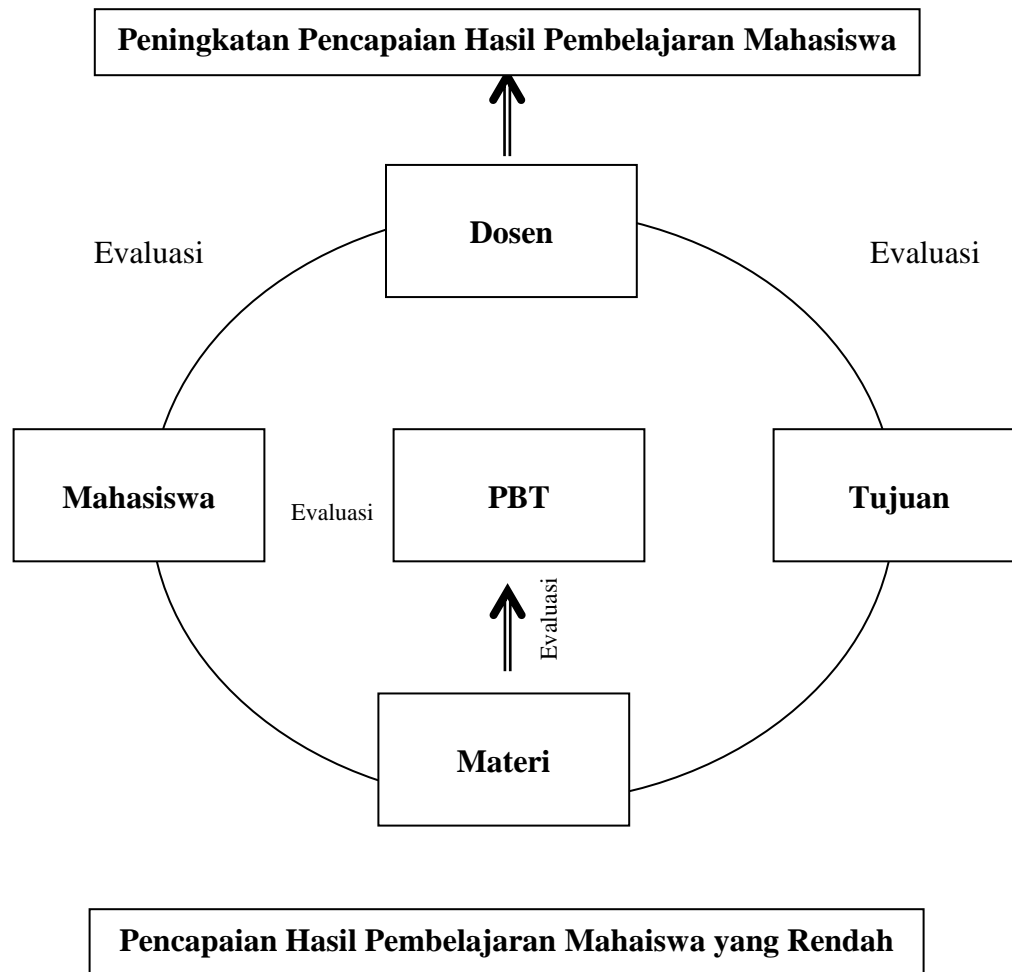 Peningkatan Pencapaian Hasil Pembelajaran Mahasiswa
Dosen
Evaluasi
Evaluasi
Mahasiswa
Evaluasi
PBT
Tujuan
Evaluasi
Materi
Pencapaian Hasil Pembelajaran Mahaiswa yang Rendah